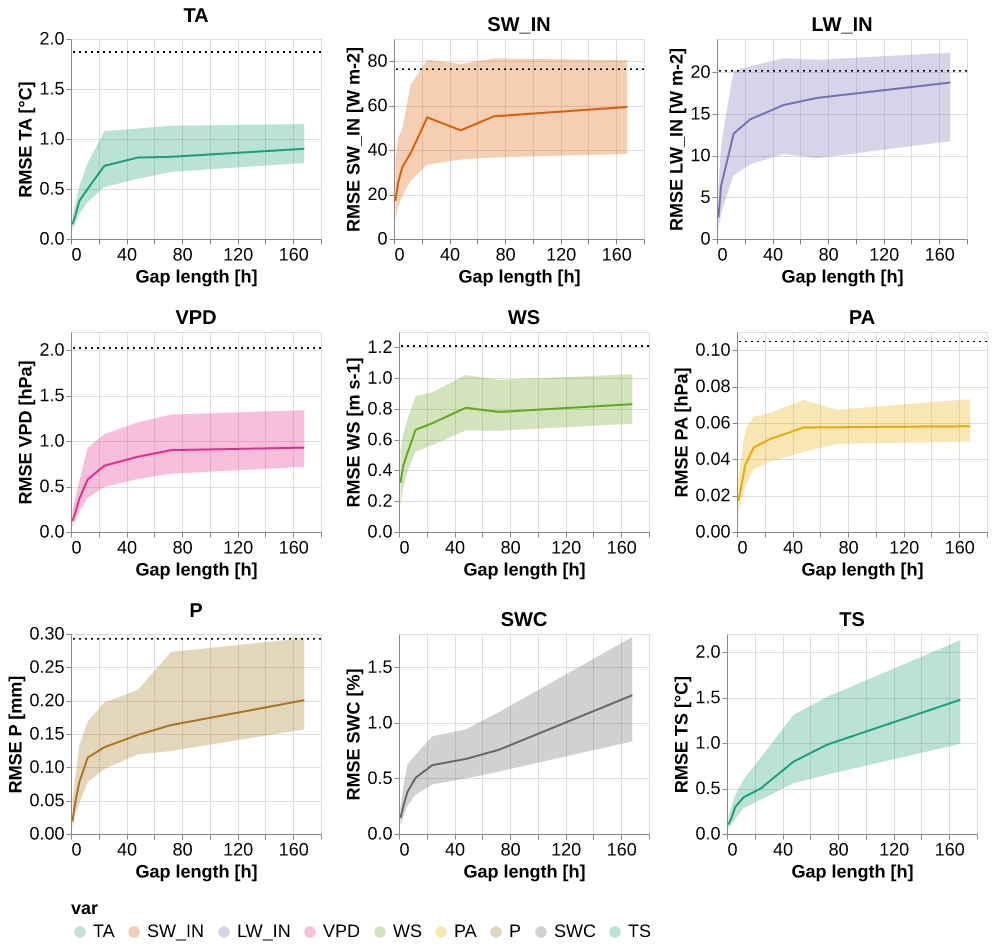 TA
SW_IN
LW_IN
RMSE TA [°C]
2.0
1.5
1.0
0.5
0.0
0 40 80 120 160
Gap length [h]
RMSE SW_IN [W m-2]
80
60
40
20
0
0 40 80 120 160
Gap length [h]
RMSE LW_IN [W m-2]
20
15
10
5
0
0 40 80 120 160
Gap length [h]
VPD
WS
PA
RMSE VPD [hPa]
2.0
1.5
1.0
0.5
0.0
0 40 80 120 160
Gap length [h]
RMSE WS [m s-1]
1.2
1.0
0.8
0.6
0.4
0.2
0.0
0 40 80 120 160
Gap length [h]
RMSE PA [hPa]
0.10
0.08
0.06
0.04
0.02
0.00
0 40 80 120 160
Gap length [h]
P
SWC
TS
RMSE P [mm]
0.30
0.25
0.20
0.15
0.10
0.05
0.00
0 40 80 120 160
Gap length [h]
RMSE SWC [%]
1.5
1.0
0.5
0.0
0 40 80 120 160
Gap length [h]
RMSE TS [°C]
2.0
1.5
1.0
0.5
0.0
0 40 80 120 160
Gap length [h]
var
TA SW_IN LW_IN VPD WS PA P SWC TS